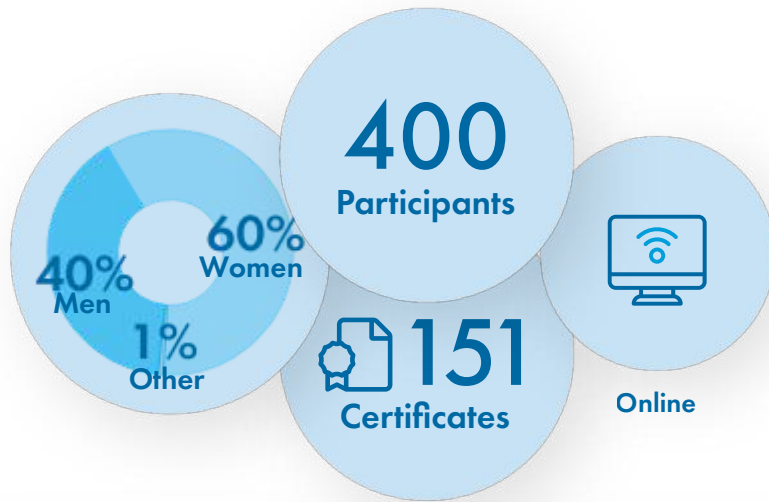 400
Participants
60%
Women
40%
Men
1%
Other
151
Certificates
Online